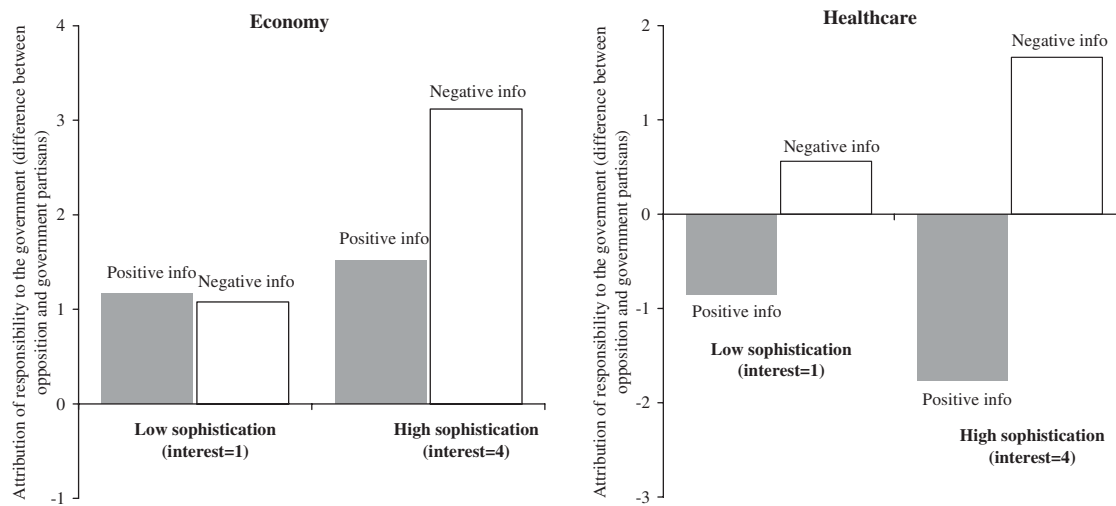 Economy
Attribution of responsibility to the government (difference between
opposition and government partisans)
4
3
2
1
0
-1
Positive info
Negative info
Positive info
Negative info
Low sophistication
(interest=1)
High sophistication
(interest=4)
Healthcare
Attribution of responsibility to the government (difference between
opposition and government partisans)
2
1
0
-1
-2
-3
Negative info
Positive info
Low sophistication
(interest=1)
Negative info
Positive info
High sophistication
(interest=4)